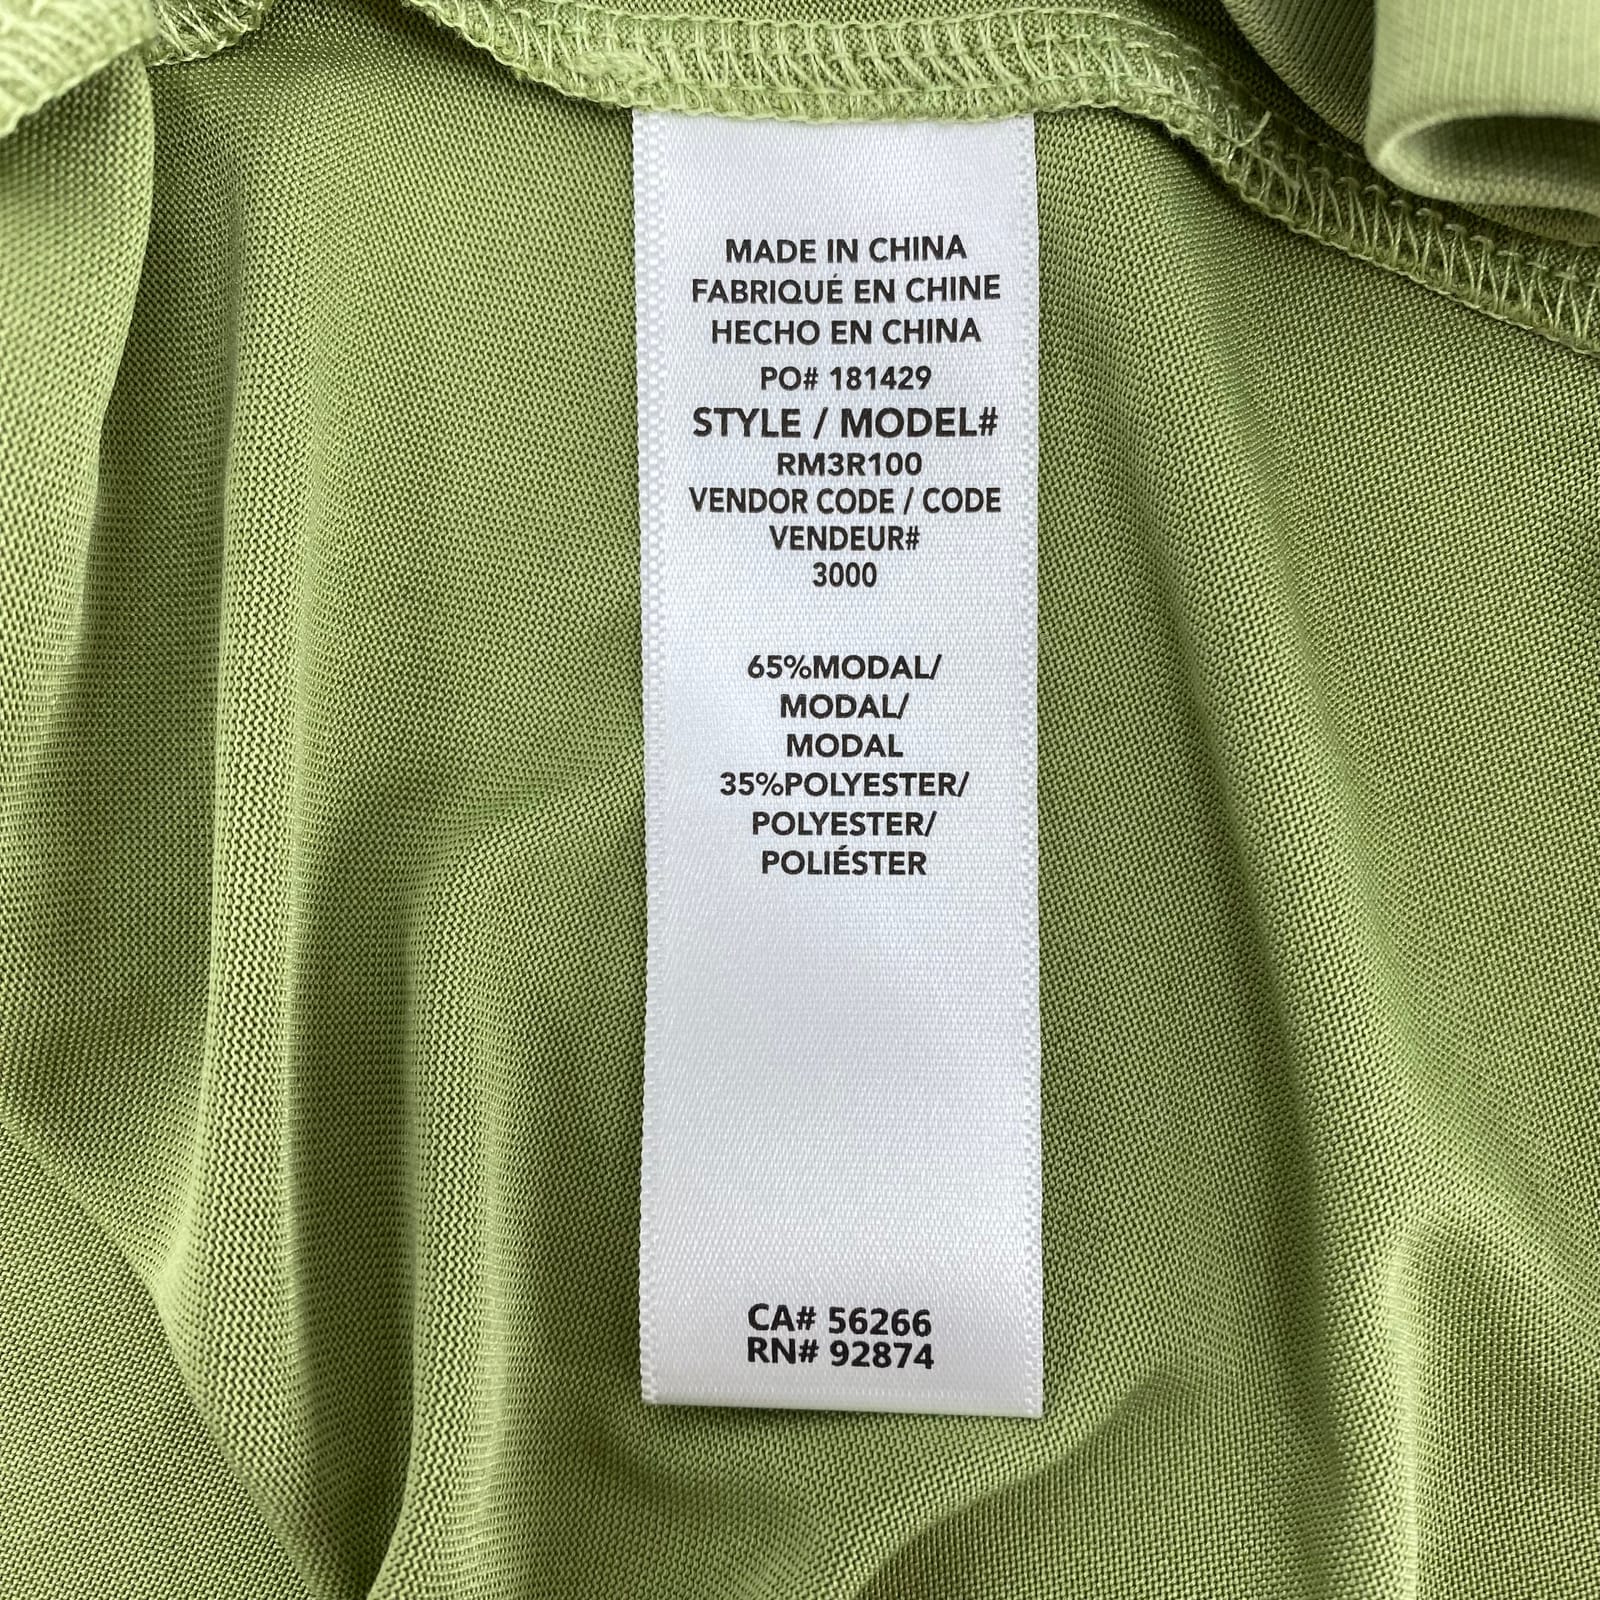 MADE IN CHINA
FABRIQUÉ EN CHINE
HECHO EN CHINA
PO# 181429
STYLE / MODEL#
RM3R100
VENDOR CODE / CODE
VENDEUR#
3000
65%MODAL/
MODAL/
MODAL
35%POLYESTER/
POLYESTER/
POLIÉSTER
CA# 56266
RN# 92874